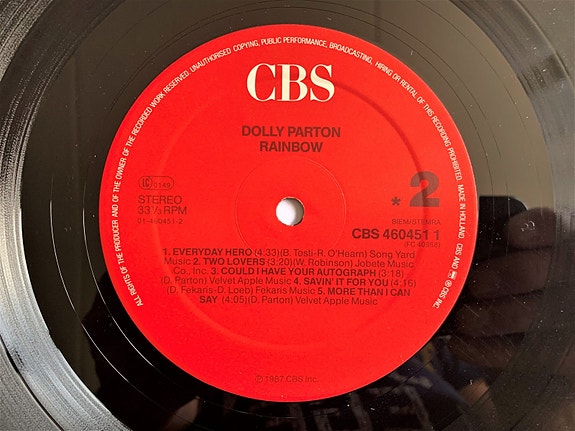 ALL RIGHTS OF THE PRODUCER AND OF THE OWNER OF THE RECORDED WORK RESERVED. UNAUTHORISED COPYING, PUBLIC PERFORMANCE, BROADCASTING, HIRING OR RENTAL OF THIS RECORDING PROHIBITED. MADE IN HOLLAND. CBS AND ® CBS INC.
CBS
DOLLY PARTON
RAINBOW
LC 0149
STEREO
33⅓ RPM
01-460451-2
* 2
BIEM/STEMRA
CBS 460451 1
(FC 40968)
1. EVERYDAY HERO (4:33)(B. Tosti-R. O'Hearn) Song Yard
Music 2. TWO LOVERS (3:20)(W. Robinson) Jobete Music
Co., Inc. 3. COULD I HAVE YOUR AUTOGRAPH (3:18)
(D. Parton) Velvet Apple Music 4. SAVIN' IT FOR YOU (4:16)
(D. Fekaris-D. Loeb) Fekaris Music 5. MORE THAN I CAN
SAY (4:05)(D. Parton) Velvet Apple Music
℗ 1987 CBS Inc.